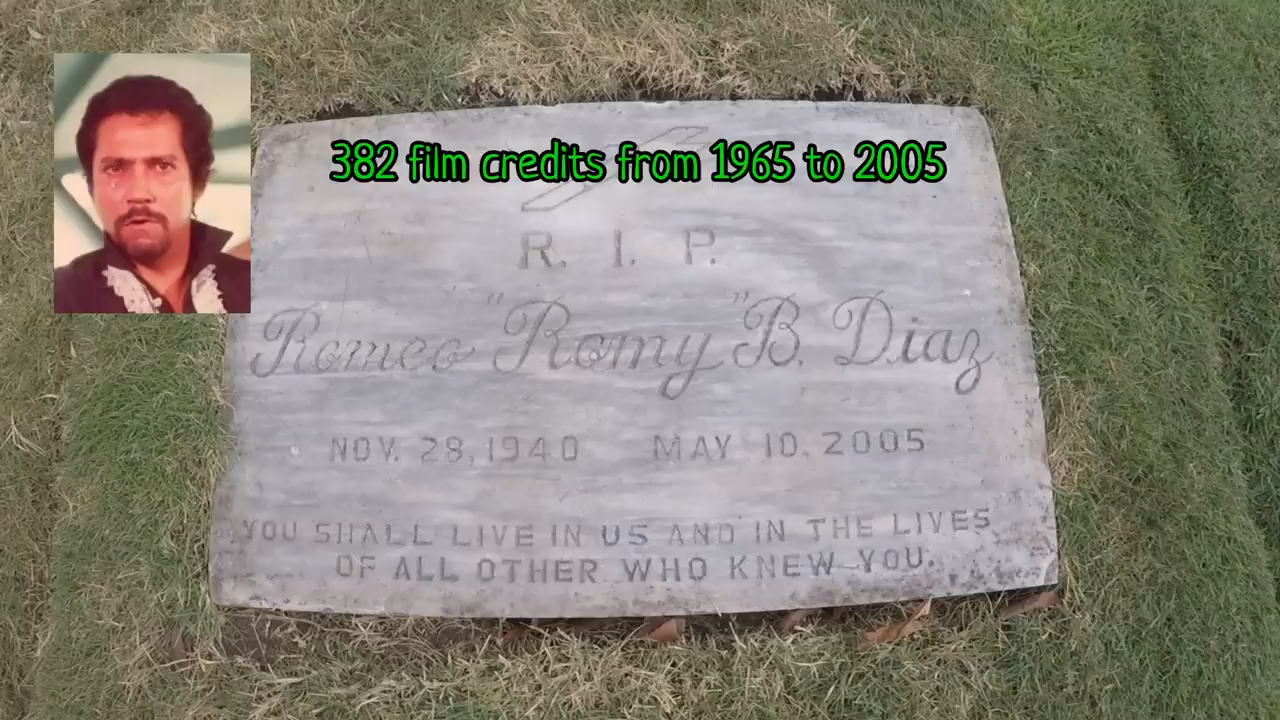 382 film credits from 1965 to 2005
R. I. P.
Romeo "Romy" B. Diaz
NOV. 28, 1940 MAY 10, 2005
YOU SHALL LIVE IN US AND IN THE LIVES
OF ALL OTHER WHO KNEW YOU.